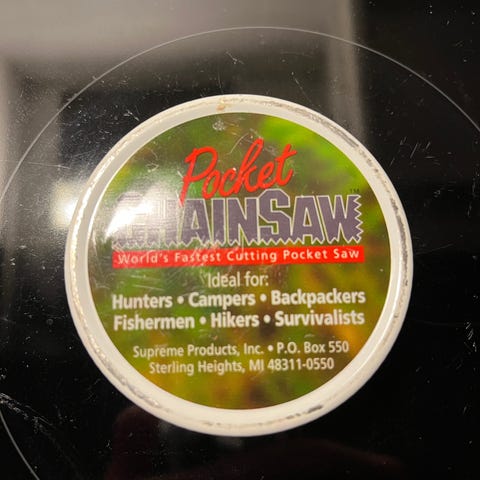 Pocket
CHAINSAW™
World's Fastest Cutting Pocket Saw
Ideal for:
Hunters • Campers • Backpackers
Fishermen • Hikers • Survivalists
Supreme Products, Inc. • P.O. Box 550
Sterling Heights, MI 48311-0550